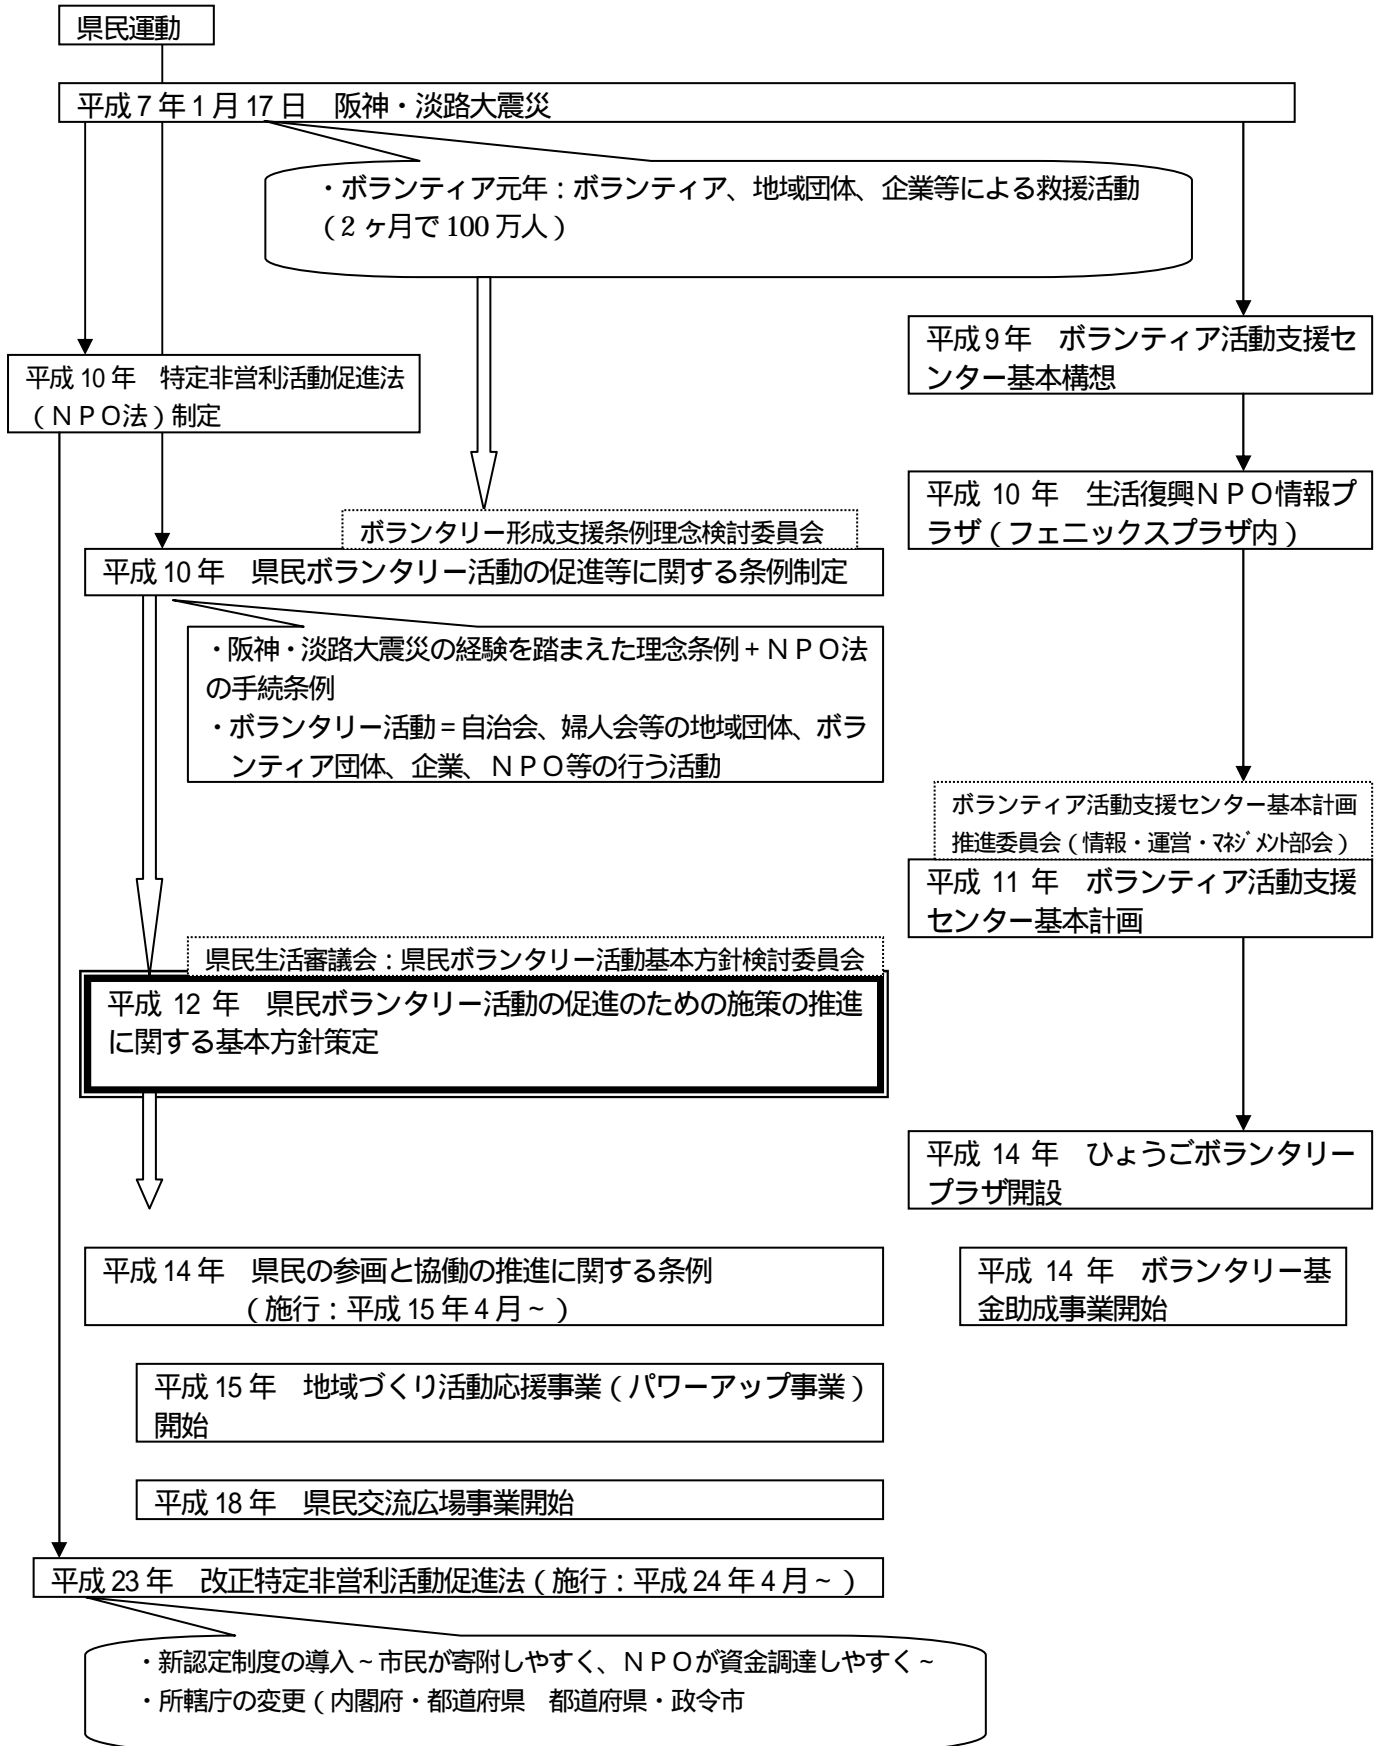 県民運動
平成７年１月17日　阪神・淡路大震災
・ボランティア元年：ボランティア、地域団体、企業等による救援活動
（2ヶ月で100万人）
平成９年　ボランティア活動支援セ
ンター基本構想
平成10年　特定非営利活動促進法
（ＮＰＯ法）制定
平成 10 年　生活復興ＮＰＯ情報プ
ラザ（フェニックスプラザ内）
ボランタリー形成支援条例理念検討委員会
平成10年　県民ボランタリー活動の促進等に関する条例制定
・阪神・淡路大震災の経験を踏まえた理念条例＋ＮＰＯ法
の手続条例
・ボランタリー活動＝自治会、婦人会等の地域団体、ボラ
ンティア団体、企業、ＮＰＯ等の行う活動
ボランティア活動支援センター基本計画
推進委員会（情報・運営・ﾏﾈｼﾞﾒﾝﾄ部会）
平成 11 年　ボランティア活動支援
センター基本計画
県民生活審議会：県民ボランタリー活動基本方針検討委員会
平成 12 年　県民ボランタリー活動の促進のための施策の推進
に関する基本方針策定
平成 14 年　ひょうごボランタリー
プラザ開設
平成14年　県民の参画と協働の推進に関する条例
（施行：平成15年４月~）
平成 14 年　ボランタリー基
金助成事業開始
平成15年　地域づくり活動応援事業（パワーアップ事業）
開始
平成18年　県民交流広場事業開始
平成23年　改正特定非営利活動促進法（施行：平成24年４月~）
・新認定制度の導入~市民が寄附しやすく、ＮＰＯが資金調達しやすく~
・所轄庁の変更（内閣府・都道府県　都道府県・政令市